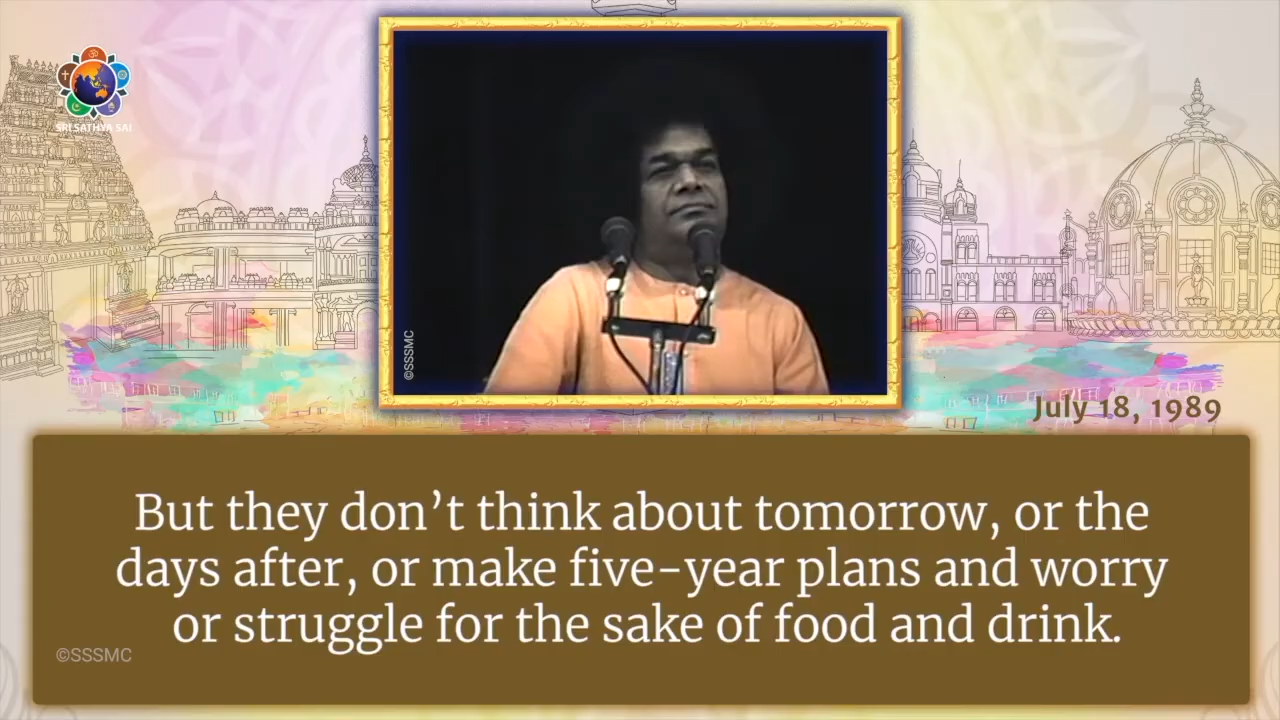 SRI SATHYA SAI
©SSSMC
July 18, 1989
But they don’t think about tomorrow, or the
days after, or make five-year plans and worry
or struggle for the sake of food and drink.
©SSSMC